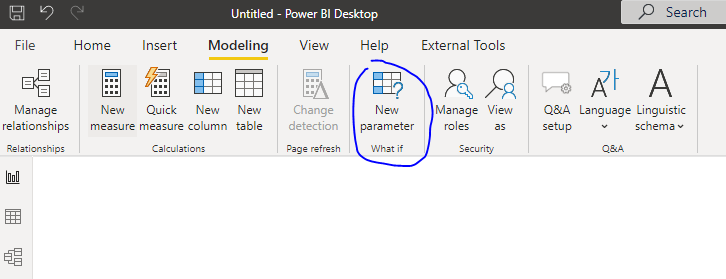 Untitled - Power BI Desktop
Search
File Home Insert Modeling View Help External Tools
Manage relationships
New measure
Quick measure
New column
New table
Change detection
New parameter
Manage roles
View as
Q&A setup
Language
Linguistic schema
Relationships Calculations Page refresh What if Security Q&A